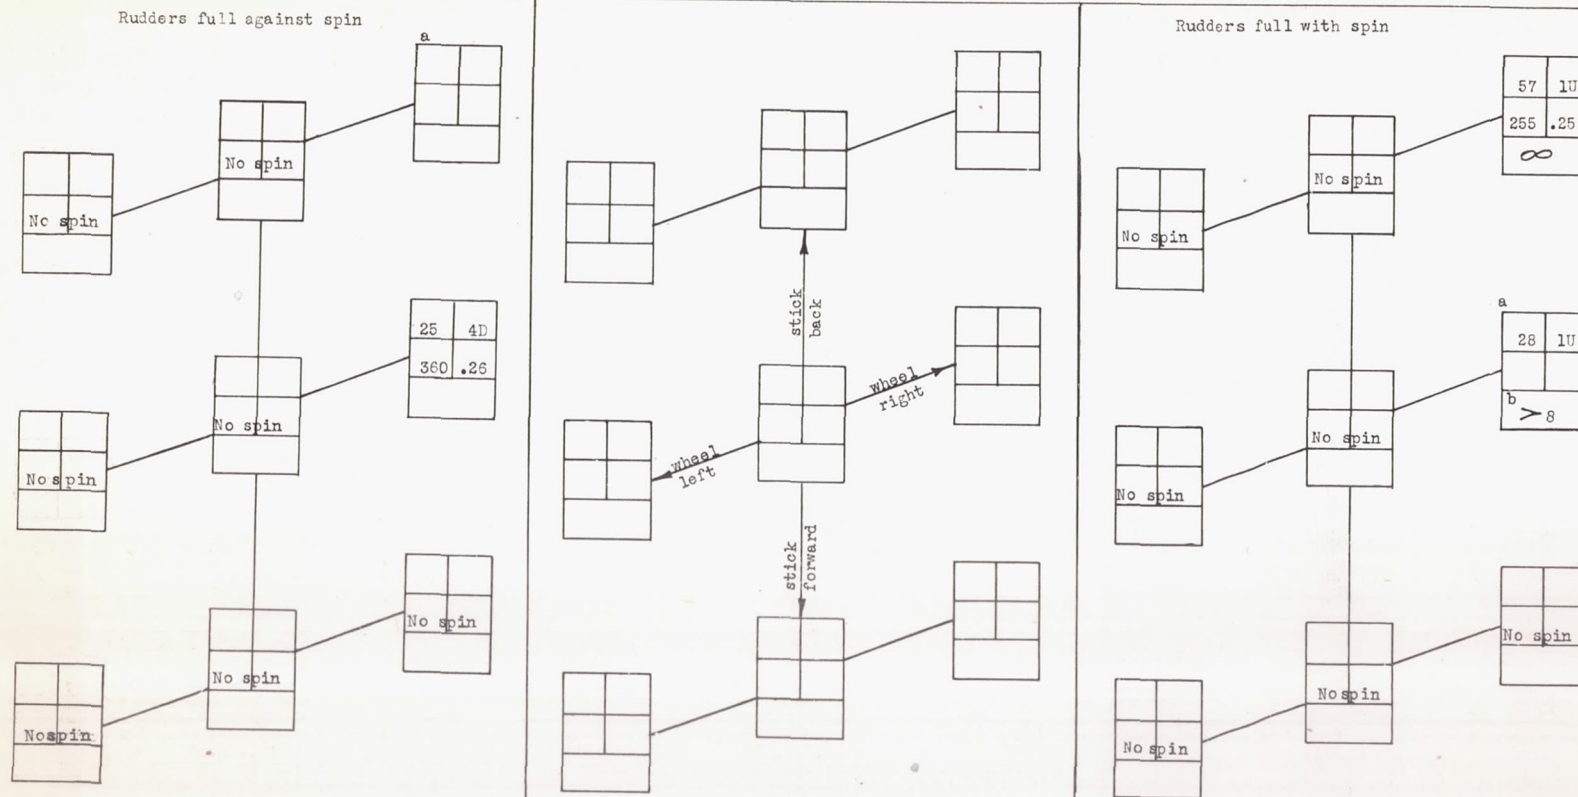 Rudders full against spin
a
No spin
No spin
25 4D
360 .26
No spin
No spin
No spin
No spin
No spin
stick back
wheel right
wheel left
stick forward
Rudders full with spin
57 1U
255 .25
∞
No spin
No spin
a
28 1U
b
>8
No spin
No spin
No spin
No spin
No spin